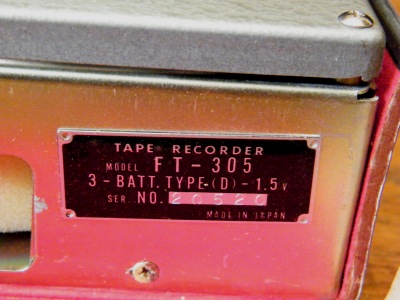 TAPE RECORDER
MODEL FT-305
3-BATT. TYPE (D)-1.5V
SER. NO. 20520
MADE IN JAPAN